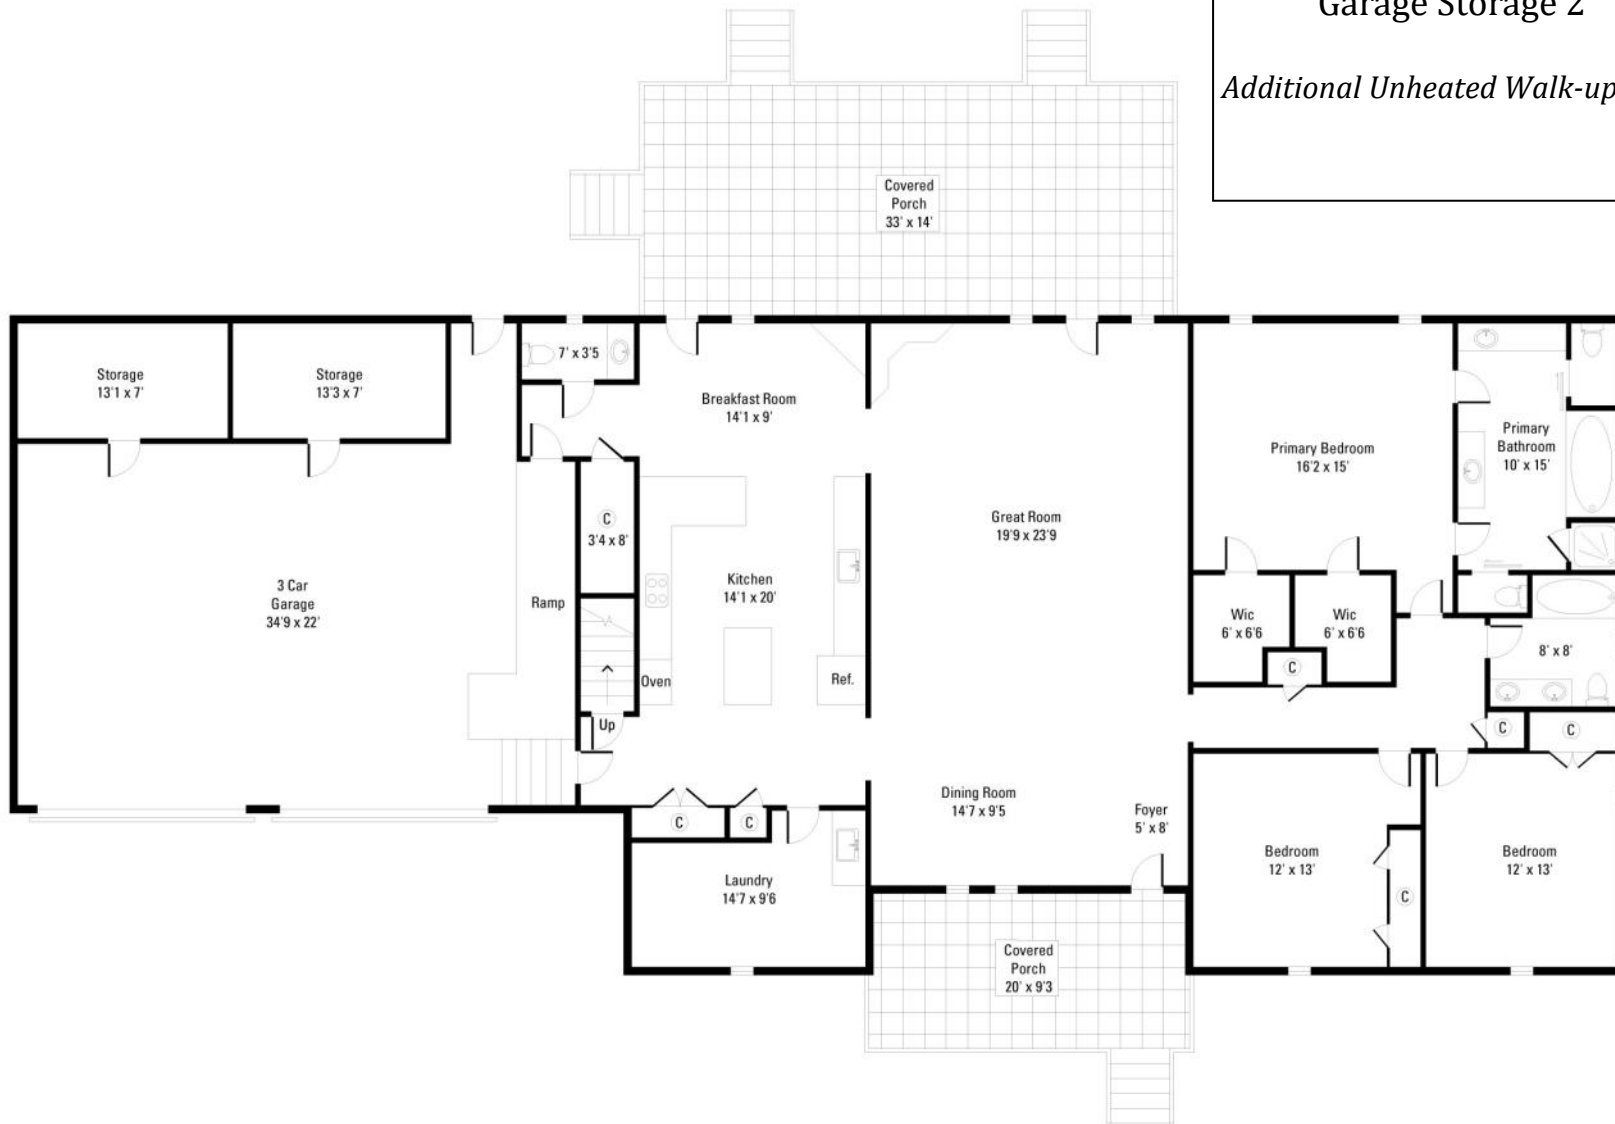 Garage Storage 2
Additional Unheated Walk-up
Covered
Porch
33' x 14'
Storage
13'1 x 7'
Storage
13'3 x 7'
7' x 3'5
Breakfast Room
14'1 x 9'
Primary Bedroom
16'2 x 15'
Primary
Bathroom
10' x 15'
Great Room
19'9 x 23'9
C
3'4 x 8'
3 Car
Garage
34'9 x 22'
Ramp
Kitchen
14'1 x 20'
Wic
6' x 6'6
Wic
6' x 6'6
C
8' x 8'
Oven
Ref.
Up
C
C
Dining Room
14'7 x 9'5
Foyer
5' x 8'
C
C
Laundry
14'7 x 9'6
Bedroom
12' x 13'
C
Bedroom
12' x 13'
Covered
Porch
20' x 9'3